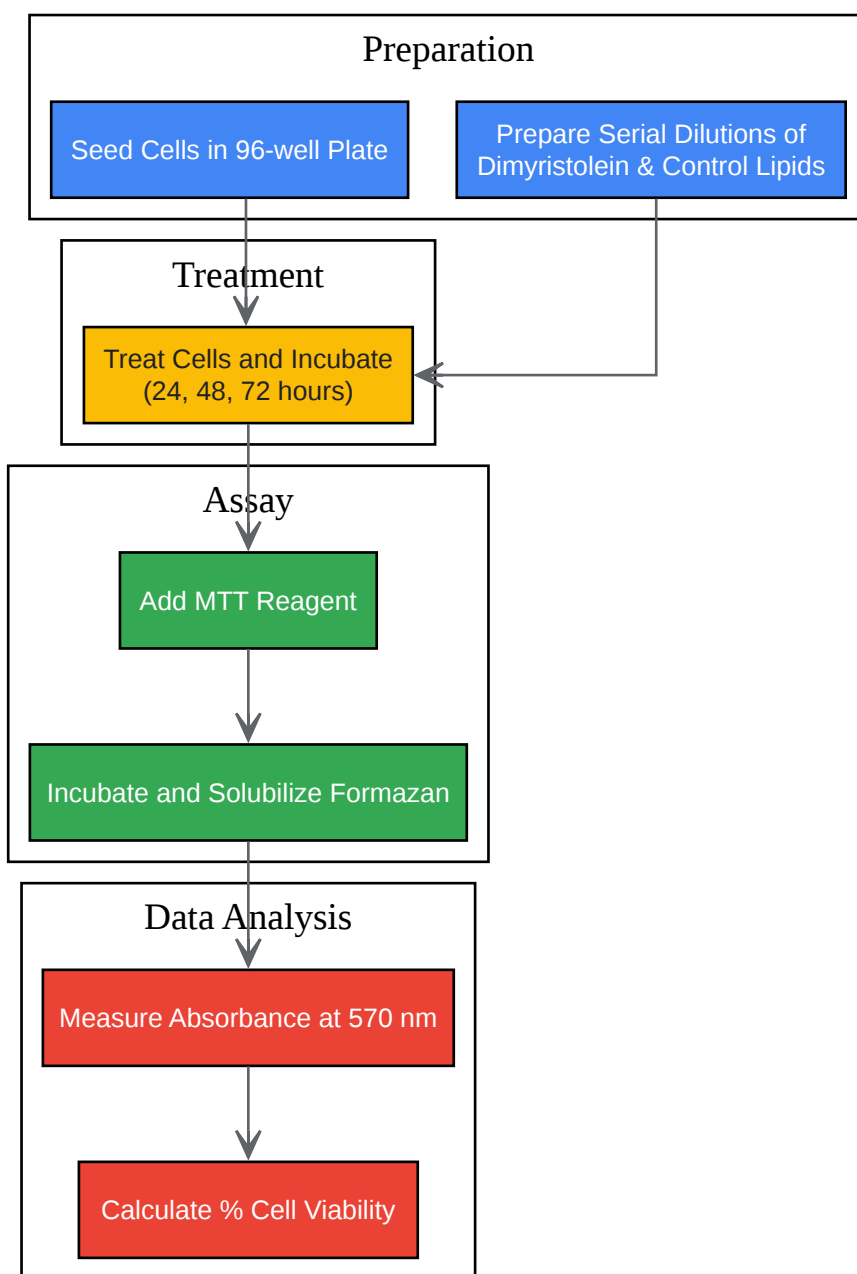 Preparation
Seed Cells in 96-well Plate
Prepare Serial Dilutions of
Dimyristolein & Control Lipids
Treatment
Treat Cells and Incubate
(24, 48, 72 hours)
Assay
Add MTT Reagent
Incubate and Solubilize Formazan
Data Analysis
Measure Absorbance at 570 nm
Calculate % Cell Viability